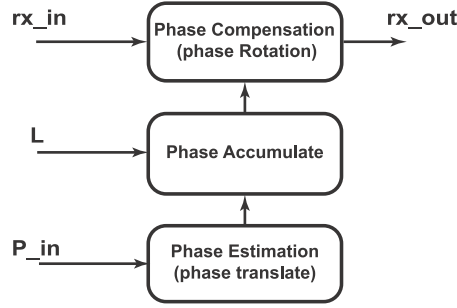 rx_in
Phase Compensation
(phase Rotation)
rx_out
L
Phase Accumulate
P_in
Phase Estimation
(phase translate)